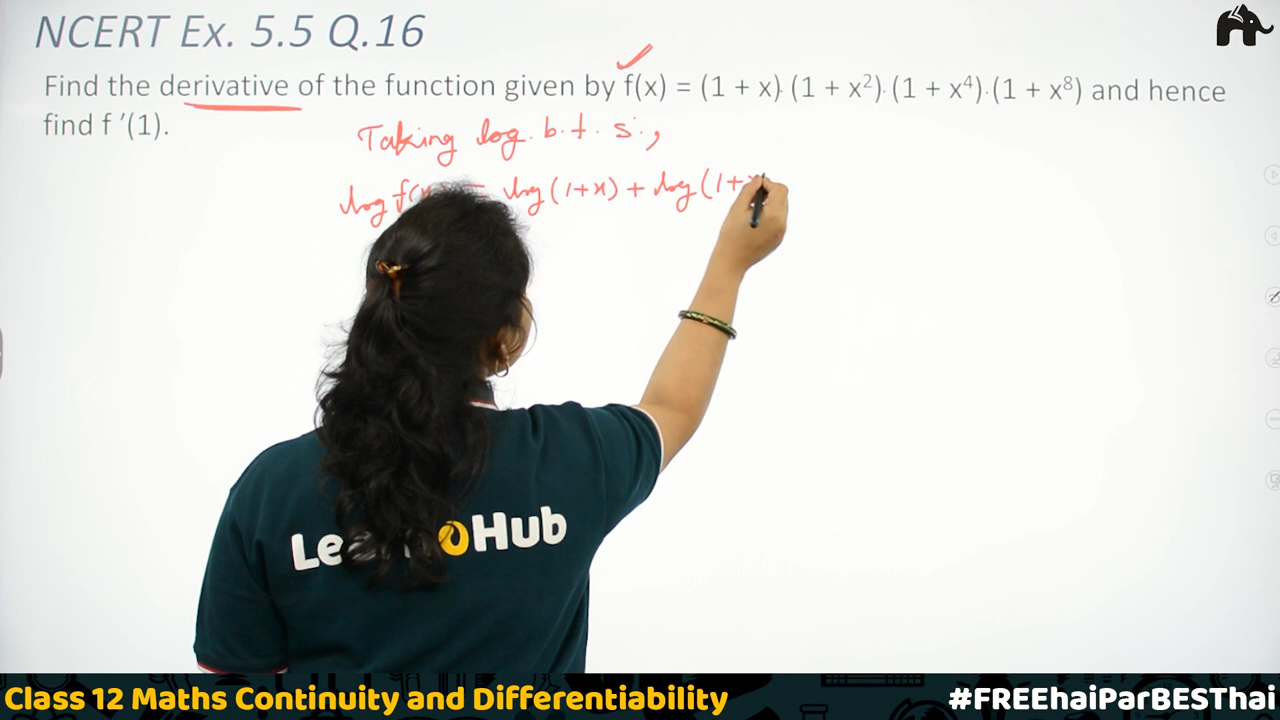 NCERT Ex. 5.5 Q.16
Find the derivative of the function given by f(x) = (1 + x) (1 + x²) (1 + x⁴) (1 + x⁸) and hence
find f ′(1).
Taking log b.t.s.,
log f(x) = log (1+x) + log (1+x
Hub
Class 12 Maths Continuity and Differentiability
#FREEhaiParBESThai